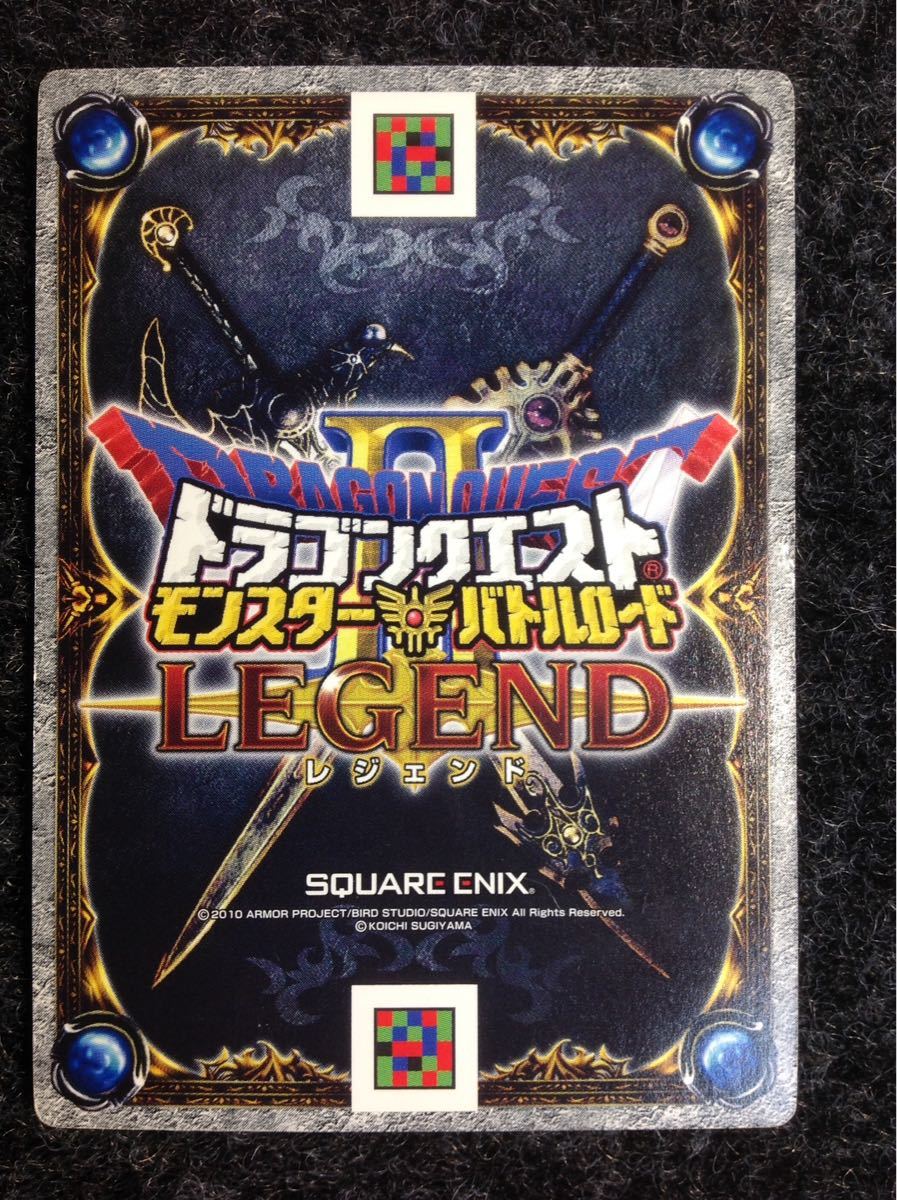 DRAGON QUEST
II
ドラゴンクエスト®
モンスター バトルロード
LEGEND
レジェンド
SQUARE ENIX®
©2010 ARMOR PROJECT/BIRD STUDIO/SQUARE ENIX All Rights Reserved.
©KOICHI SUGIYAMA